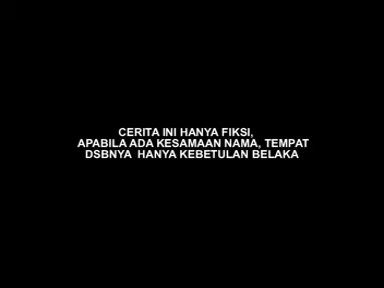 CERITA INI HANYA FIKSI,
APABILA ADA KESAMAAN NAMA, TEMPAT
DSBNYA HANYA KEBETULAN BELAKA